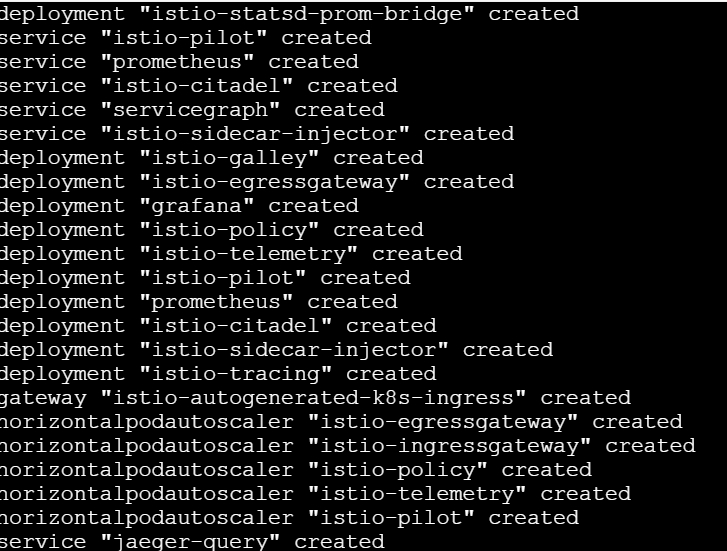 deployment "istio-statsd-prom-bridge" created
service "istio-pilot" created
service "prometheus" created
service "istio-citadel" created
service "servicegraph" created
service "istio-sidecar-injector" created
deployment "istio-galley" created
deployment "istio-egressgateway" created
deployment "grafana" created
deployment "istio-policy" created
deployment "istio-telemetry" created
deployment "istio-pilot" created
deployment "prometheus" created
deployment "istio-citadel" created
deployment "istio-sidecar-injector" created
deployment "istio-tracing" created
gateway "istio-autogenerated-k8s-ingress" created
horizontalpodautoscaler "istio-egressgateway" created
horizontalpodautoscaler "istio-ingressgateway" created
horizontalpodautoscaler "istio-policy" created
horizontalpodautoscaler "istio-telemetry" created
horizontalpodautoscaler "istio-pilot" created
service "jaeger-query" created